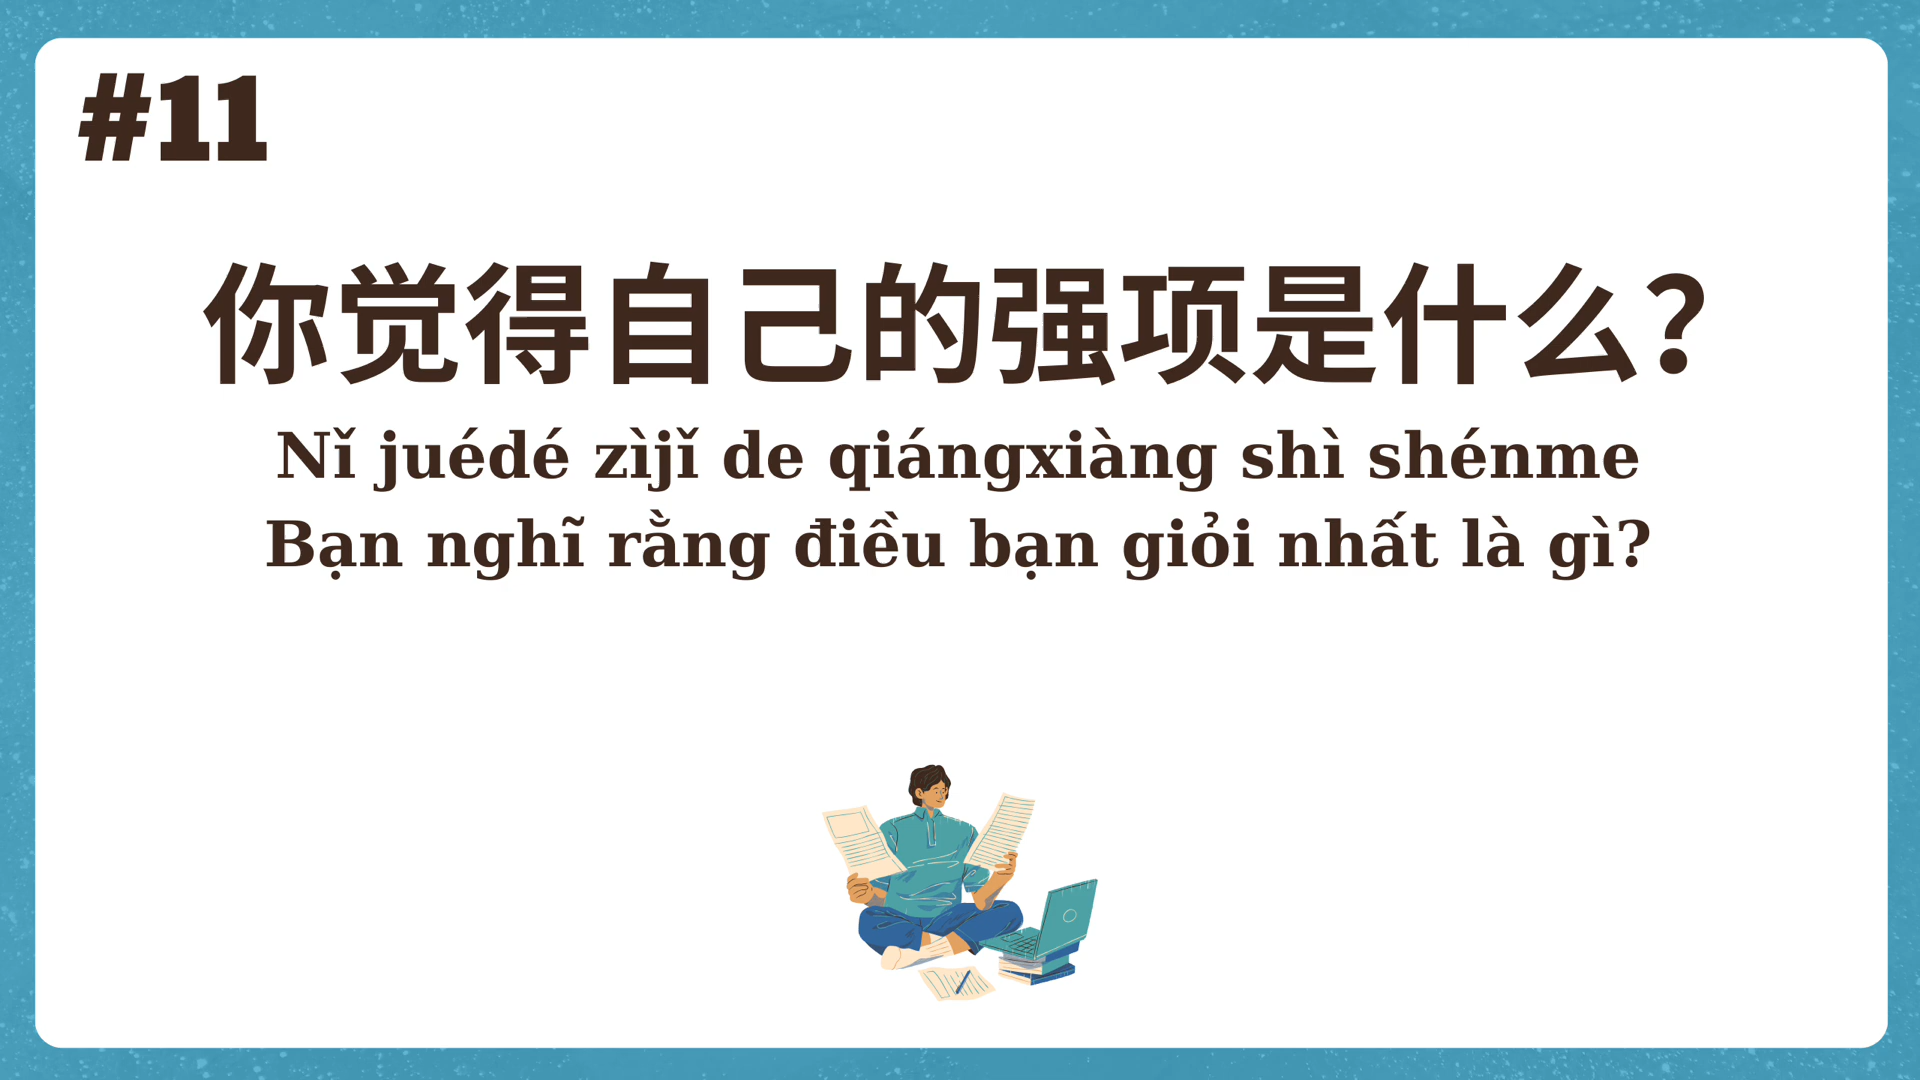 #11
你觉得自己的强项是什么？
Nǐ juédé zìjǐ de qiángxiàng shì shénme
Bạn nghĩ rằng điều bạn giỏi nhất là gì?